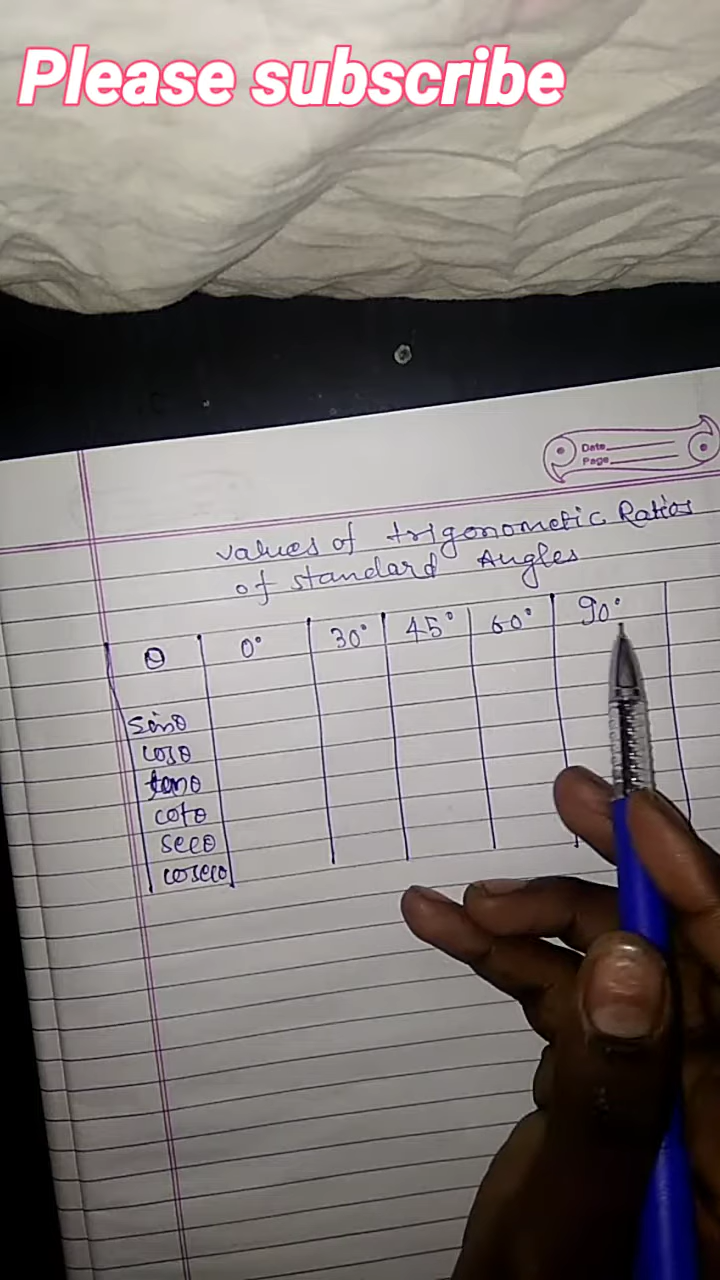 Please subscribe
Date
Page
values of trigonometic Ratios
of standard Angles
θ 0° 30° 45° 60° 90°
sinθ
cosθ
tanθ
cotθ
secθ
cosecθ